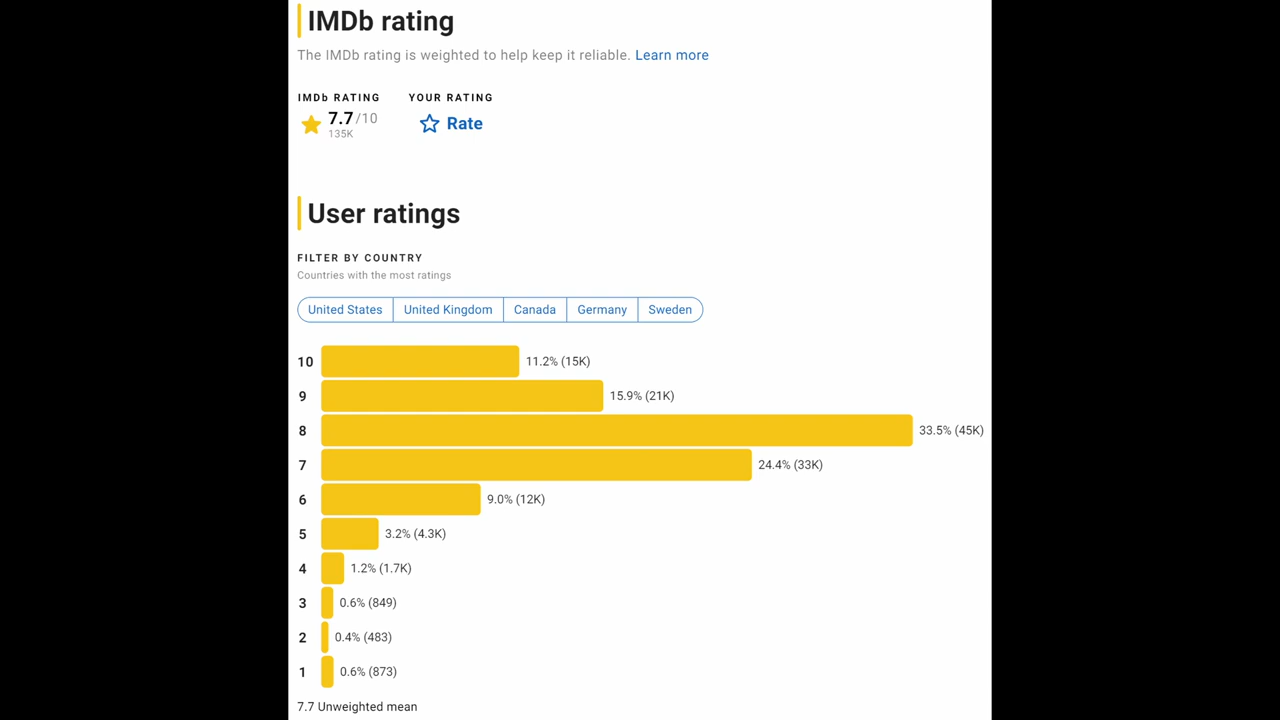 IMDb rating
The IMDb rating is weighted to help keep it reliable. Learn more
IMDb RATING YOUR RATING
7.7/10 Rate
135K
User ratings
FILTER BY COUNTRY
Countries with the most ratings
United States United Kingdom Canada Germany Sweden
10 11.2% (15K)
9 15.9% (21K)
8 33.5% (45K)
7 24.4% (33K)
6 9.0% (12K)
5 3.2% (4.3K)
4 1.2% (1.7K)
3 0.6% (849)
2 0.4% (483)
1 0.6% (873)
7.7 Unweighted mean